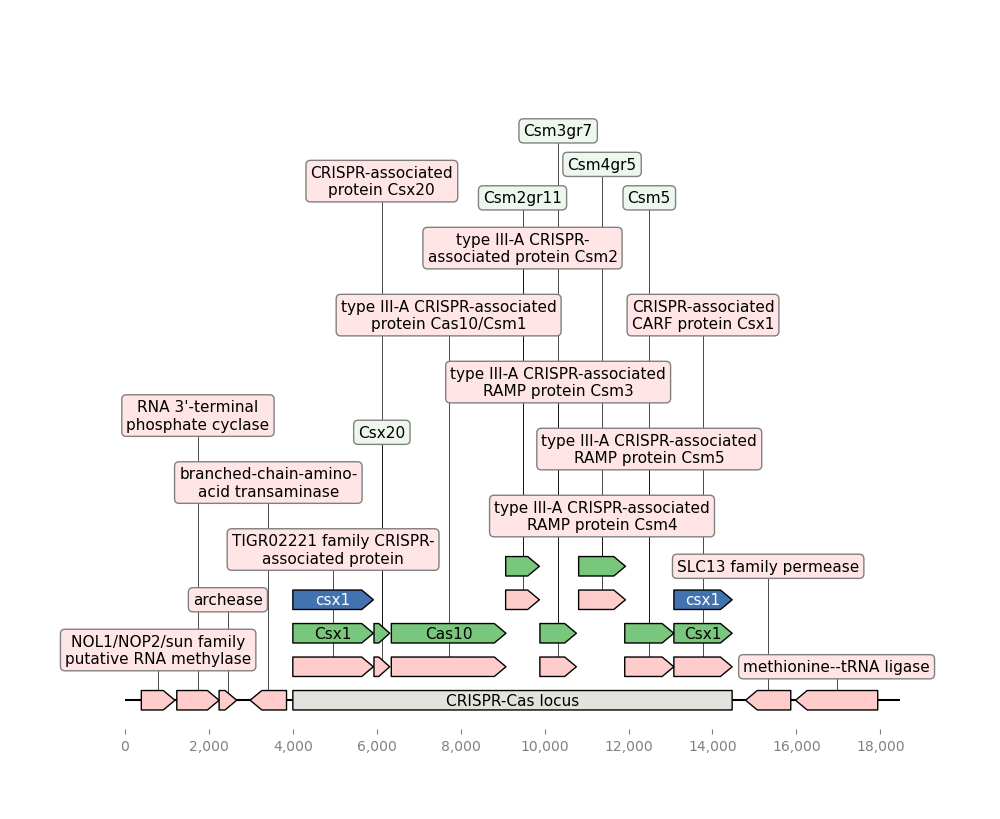 Csm3gr7
Csm4gr5
CRISPR-associated
protein Csx20
Csm2gr11
Csm5
type III-A CRISPR-
associated protein Csm2
type III-A CRISPR-associated
protein Cas10/Csm1
CRISPR-associated
CARF protein Csx1
type III-A CRISPR-associated
RAMP protein Csm3
RNA 3'-terminal
phosphate cyclase
Csx20
type III-A CRISPR-associated
RAMP protein Csm5
branched-chain-amino-
acid transaminase
type III-A CRISPR-associated
RAMP protein Csm4
TIGR02221 family CRISPR-
associated protein
SLC13 family permease
archease
csx1
csx1
NOL1/NOP2/sun family
putative RNA methylase
Csx1
Cas10
Csx1
methionine--tRNA ligase
CRISPR-Cas locus
0
2,000
4,000
6,000
8,000
10,000
12,000
14,000
16,000
18,000